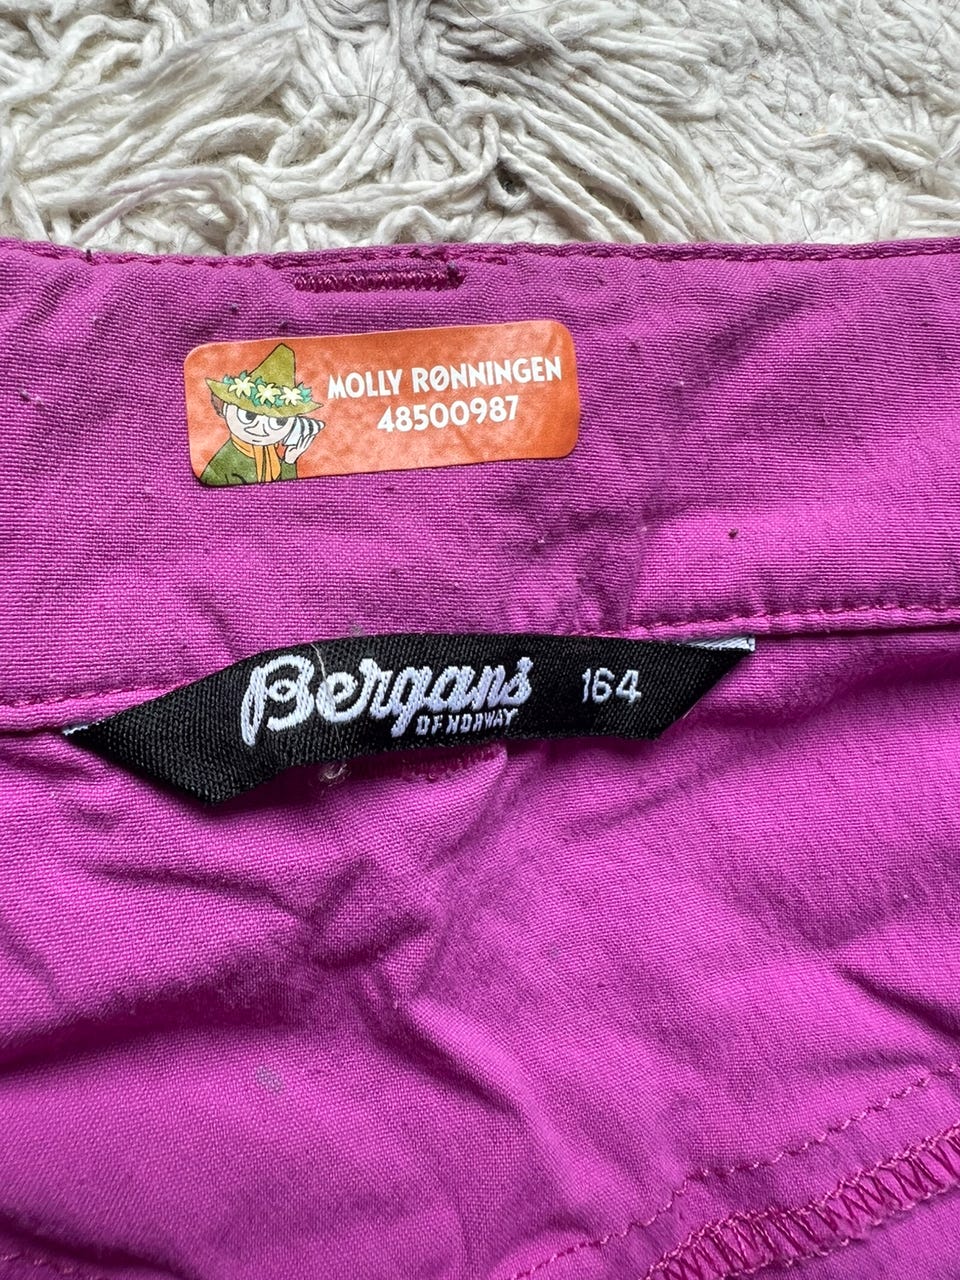 MOLLY RØNNINGEN
48500987
Bergans 164
OF NORWAY